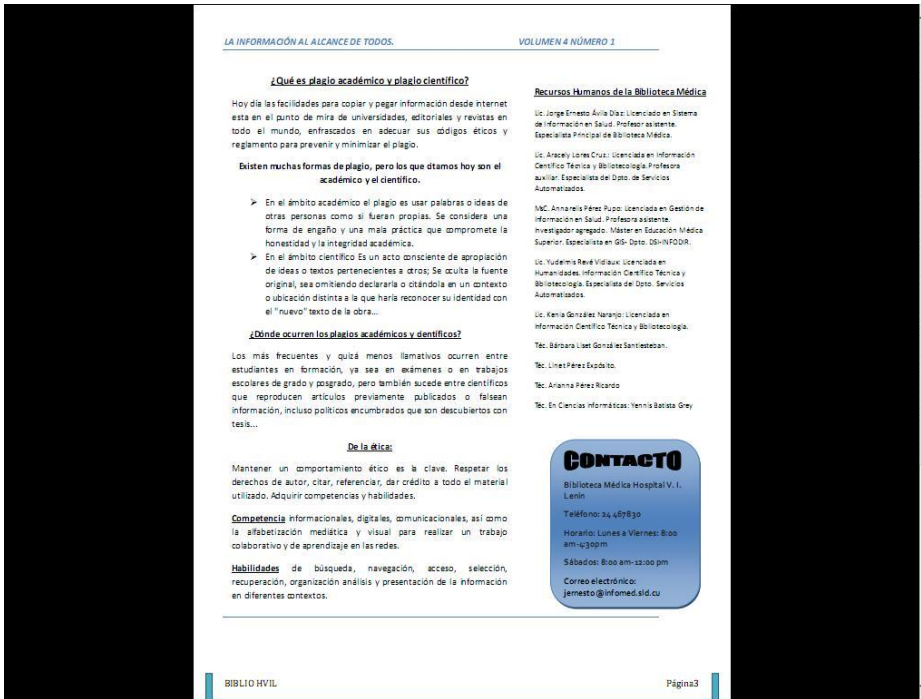 LA INFORMACIÓN AL ALCANCE DE TODOS.
VOLUMEN 4 NÚMERO 1
¿Qué es plagio académico y plagio científico?
Hoy día las facilidades para copiar y pegar información desde internet
esta en el punto de mira de universidades, editoriales y revistas en
todo el mundo, enfrascados en adecuar sus códigos éticos y
reglamento para prevenir y minimizar el plagio.
Existen muchas formas de plagio, pero los que citamos hoy son el
académico y el científico.
➢ En el ámbito académico el plagio es usar palabras o ideas de
otras personas como si fueran propias. Se considera una
forma de engaño y una mala práctica que compromete la
honestidad y la integridad académica.
➢ En el ámbito científico Es un acto consciente de apropiación
de ideas o textos pertenecientes a otros; Se oculta la fuente
original, sea omitiendo declararla o citándola en un contexto
o ubicación distinta a la que haría reconocer su identidad con
el "nuevo" texto de la obra...
¿Dónde ocurren los plagios académicos y científicos?
Los más frecuentes y quizá menos llamativos ocurren entre
estudiantes en formación, ya sea en exámenes o en trabajos
escolares de grado y posgrado, pero también sucede entre científicos
que reproducen artículos previamente publicados o falsean
información, incluso políticos encumbrados que son descubiertos con
tesis...
De la ética:
Mantener un comportamiento ético es la clave. Respetar los
derechos de autor, citar, referenciar, dar crédito a todo el material
utilizado. Adquirir competencias y habilidades.
Competencia informacionales, digitales, comunicacionales, así como
la alfabetización mediática y visual para realizar un trabajo
colaborativo y de aprendizaje en las redes.
Habilidades de búsqueda, navegación, acceso, selección,
recuperación, organización análisis y presentación de la información
en diferentes contextos.
Recursos Humanos de la Biblioteca Médica
Lic. Jorge Ernesto Ávila Díaz: Licenciado en Sistema
de Información en Salud. Profesor asistente.
Especialista Principal de Biblioteca Médica.
Lic. Aracely Lores Cruz.: Licenciada en Información
Científico Técnica y Bibliotecología. Profesora
auxiliar. Especialista del Dpto. de Servicios
Automatizados.
MsC. Annarelis Pérez Pupo: Licenciada en Gestión de
Información en Salud. Profesora asistente.
Investigador agregado. Máster en Educación Médica
Superior. Especialista en GIS- Dpto. DSI-INFODIR.
Lic. Yudelmis Revé Vidiaux: Licenciada en
Humanidades. Información Científico Técnica y
Bibliotecología. Especialista del Dpto. Servicios
Automatizados.
Lic. Kenia González Naranjo: Licenciada en
Información Científico Técnica y Bibliotecología.
Téc. Bárbara Liset González Santiesteban.
Téc. Linet Pérez Expósito.
Téc. Arianna Pérez Ricardo
Téc. En Ciencias Informáticas: Yennis Batista Grey
CONTACTO
Biblioteca Médica Hospital V. I.
Lenin
Teléfono: 24 467830
Horario: Lunes a Viernes: 8:00
am-4:30pm
Sábados: 8:00 am-12:00 pm
Correo electrónico:
jernesto@infomed.sld.cu
BIBLIO HVIL
Página3